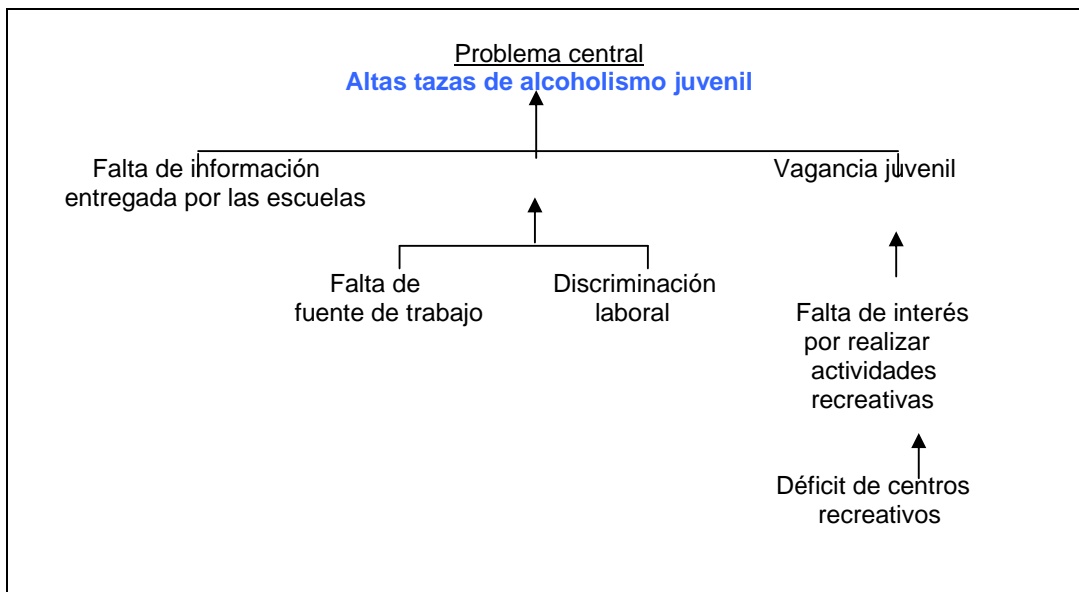 Problema central
Altas tazas de alcoholismo juvenil
Falta de información
entregada por las escuelas
Vagancia juvenil
Falta de
fuente de trabajo
Discriminación
laboral
Falta de interés
por realizar
actividades
recreativas
Déficit de centros
recreativos